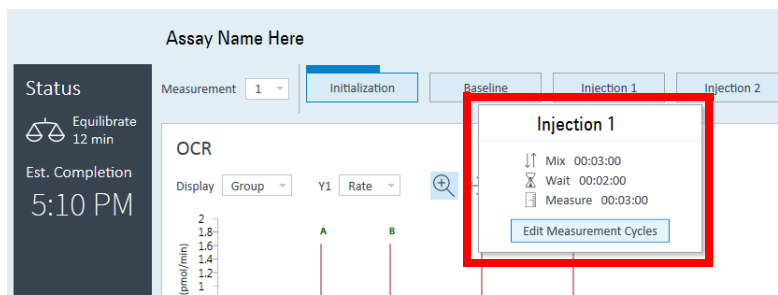 Assay Name Here
Status
Equilibrate
12 min
Est. Completion
5:10 PM
Measurement 1
Initialization
Baseline
Injection 1
Injection 2
Injection 1
Mix 00:03:00
Wait 00:02:00
Measure 00:03:00
Edit Measurement Cycles
OCR
Display Group Y1 Rate
(pmol/min)
2
1.8
1.6
1.4
1.2
1
A
B